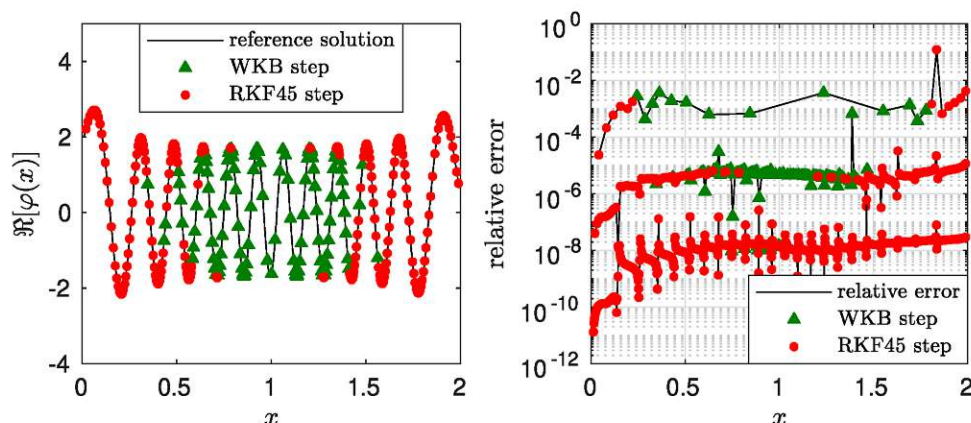 4
2
0
-2
-4
0
0.5
1
1.5
2
x
ℜ[φ(x)]
reference solution
WKB step
RKF45 step
10^0
10^-2
10^-4
10^-6
10^-8
10^-10
10^-12
0
0.5
1
1.5
2
x
relative error
relative error
WKB step
RKF45 step